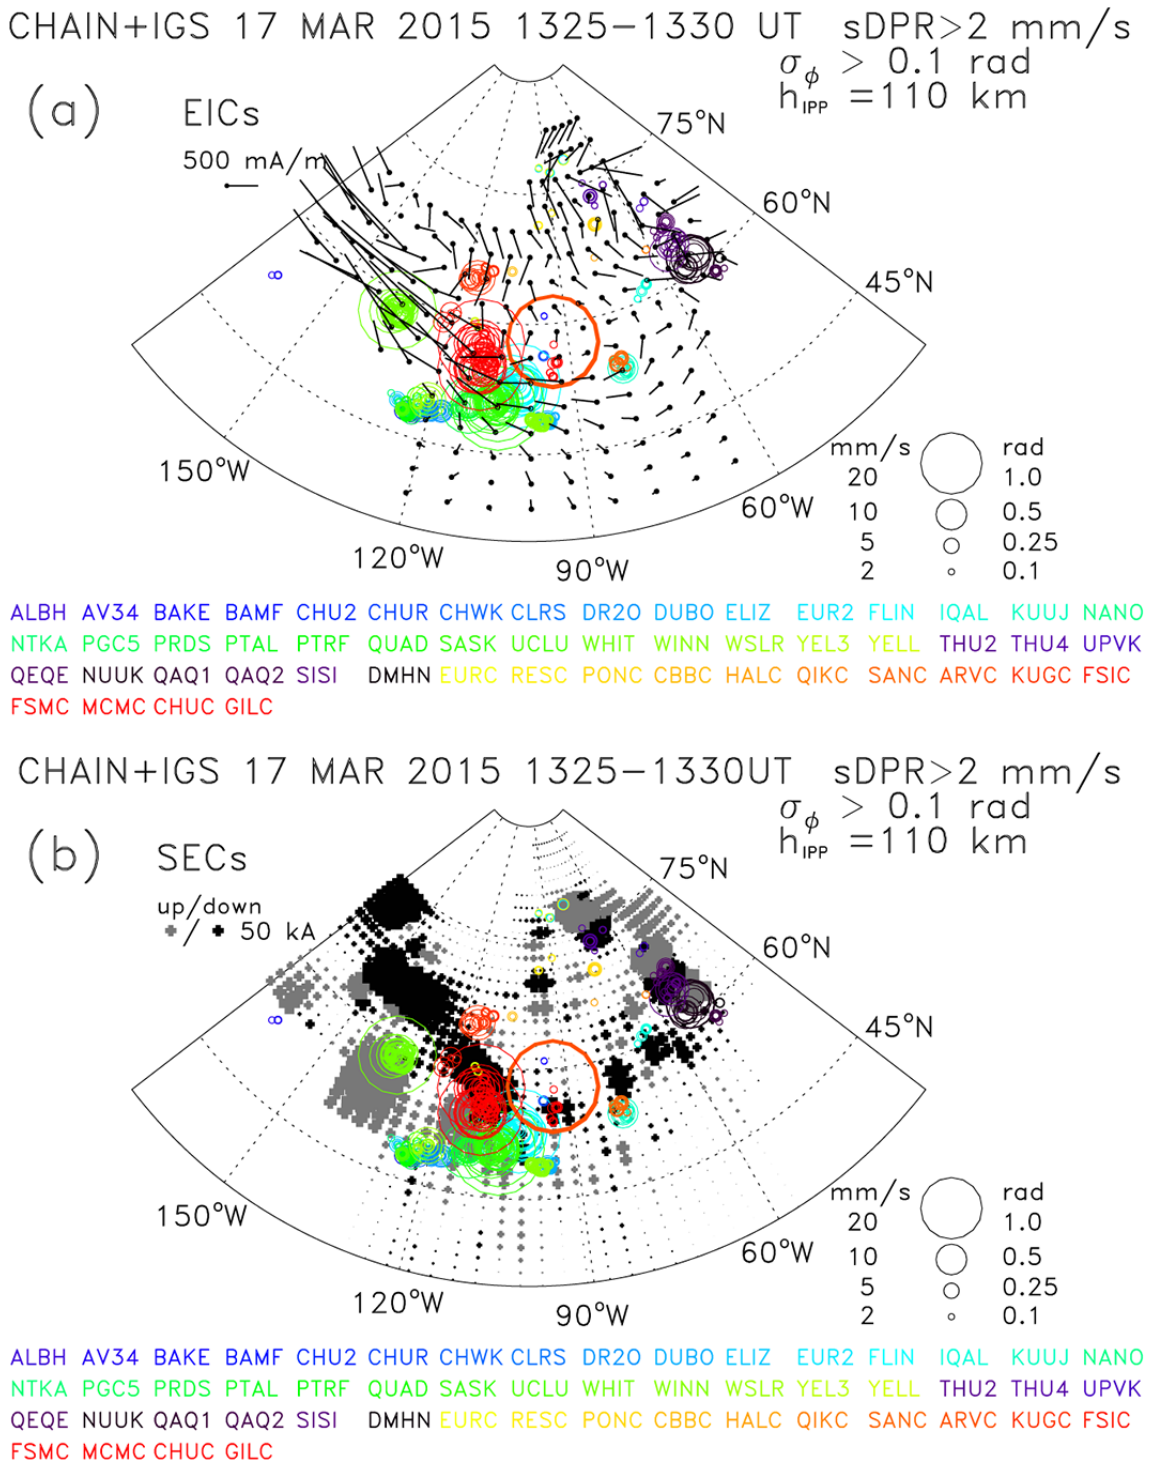 CHAIN+IGS 17 MAR 2015 1325−1330 UT sDPR>2 mm/s
σϕ > 0.1 rad
hIPP =110 km
(a)
EICs
500 mA/m
75°N
60°N
45°N
150°W
120°W
90°W
60°W
mm/s rad
20 1.0
10 0.5
5 0.25
2 0.1
ALBH AV34 BAKE BAMF CHU2 CHUR CHWK CLRS DR2O DUBO ELIZ EUR2 FLIN IQAL KUUJ NANO
NTKA PGC5 PRDS PTAL PTRF QUAD SASK UCLU WHIT WINN WSLR YEL3 YELL THU2 THU4 UPVK
QEQE NUUK QAQ1 QAQ2 SISI DMHN EURC RESC PONC CBBC HALC QIKC SANC ARVC KUGC FSIC
FSMC MCMC CHUC GILC
CHAIN+IGS 17 MAR 2015 1325−1330UT sDPR>2 mm/s
σϕ > 0.1 rad
hIPP =110 km
(b)
SECs
up/down
/ 50 kA
75°N
60°N
45°N
150°W
120°W
90°W
60°W
mm/s rad
20 1.0
10 0.5
5 0.25
2 0.1
ALBH AV34 BAKE BAMF CHU2 CHUR CHWK CLRS DR2O DUBO ELIZ EUR2 FLIN IQAL KUUJ NANO
NTKA PGC5 PRDS PTAL PTRF QUAD SASK UCLU WHIT WINN WSLR YEL3 YELL THU2 THU4 UPVK
QEQE NUUK QAQ1 QAQ2 SISI DMHN EURC RESC PONC CBBC HALC QIKC SANC ARVC KUGC FSIC
FSMC MCMC CHUC GILC